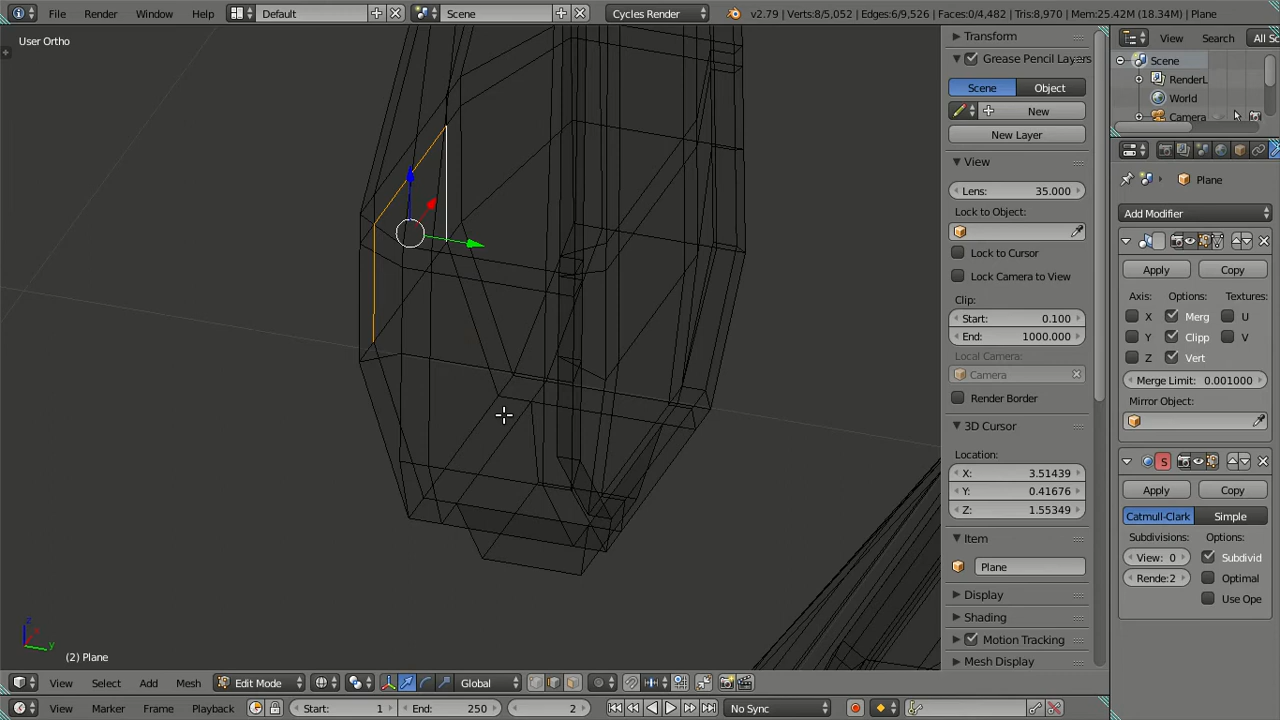 File Render Window Help Default Scene Cycles Render v2.79 | Verts:8/5,052 | Edges:6/9,526 | Faces:0/4,482 | Tris:8,970 | Mem:25.42M (18.34M) | Plane
User Ortho
Transform
Grease Pencil Layers
Scene Object
New
New Layer
View
Lens: 35.000
Lock to Object:
Lock to Cursor
Lock Camera to View
Clip:
Start: 0.100
End: 1000.000
Local Camera:
Camera
Render Border
3D Cursor
Location:
X: 3.51439
Y: 0.41676
Z: 1.55349
Item
Plane
Display
Shading
Motion Tracking
Mesh Display
View Search All Sc
Scene
RenderL
World
Camera
Plane
Add Modifier
Apply Copy
Axis: Options: Textures:
X Merg U
Y Clipp V
Z Vert
Merge Limit: 0.001000
Mirror Object:
S
Apply Copy
Catmull-Clark Simple
Subdivisions: Options:
View: 0 Subdivid
Rende: 2 Optimal
Use Ope
z
x
y
(2) Plane
View Select Add Mesh Edit Mode Global
View Marker Frame Playback Start: 1 End: 250 2 No Sync